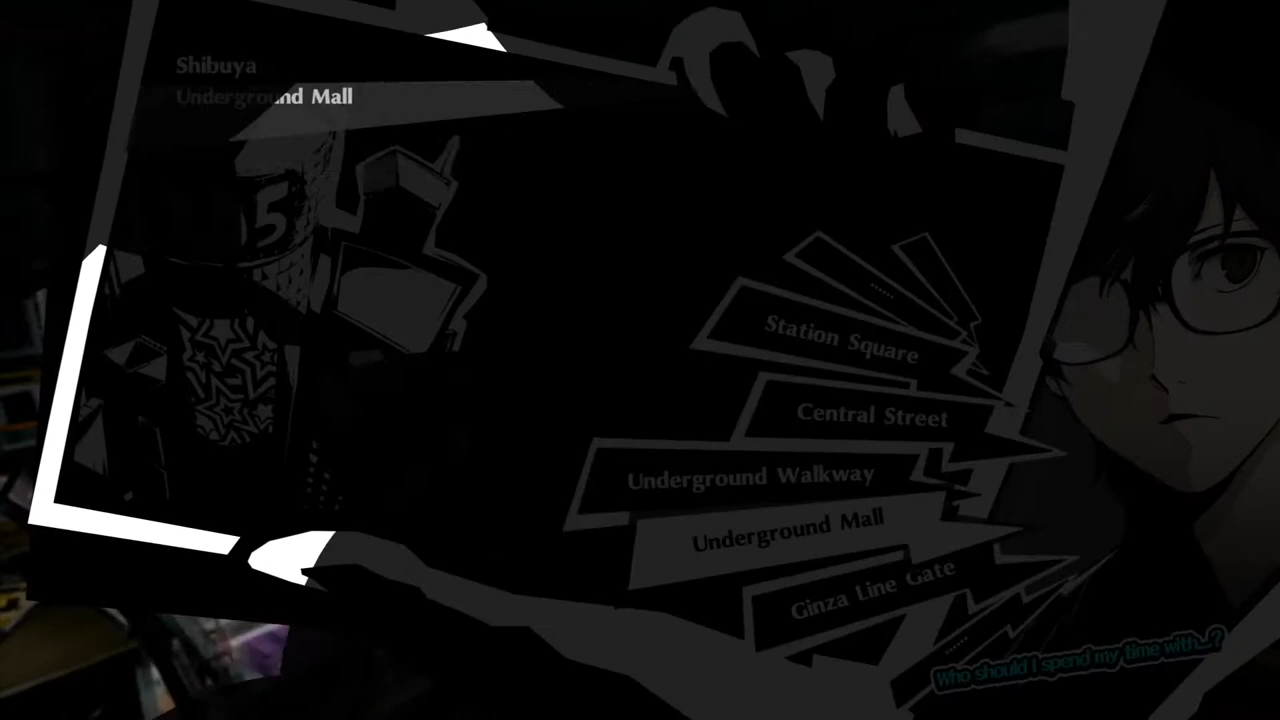 Shibuya
Underground Mall
5
Station Square
Central Street
Underground Walkway
Underground Mall
Ginza Line Gate
Who should I spend my time with...?